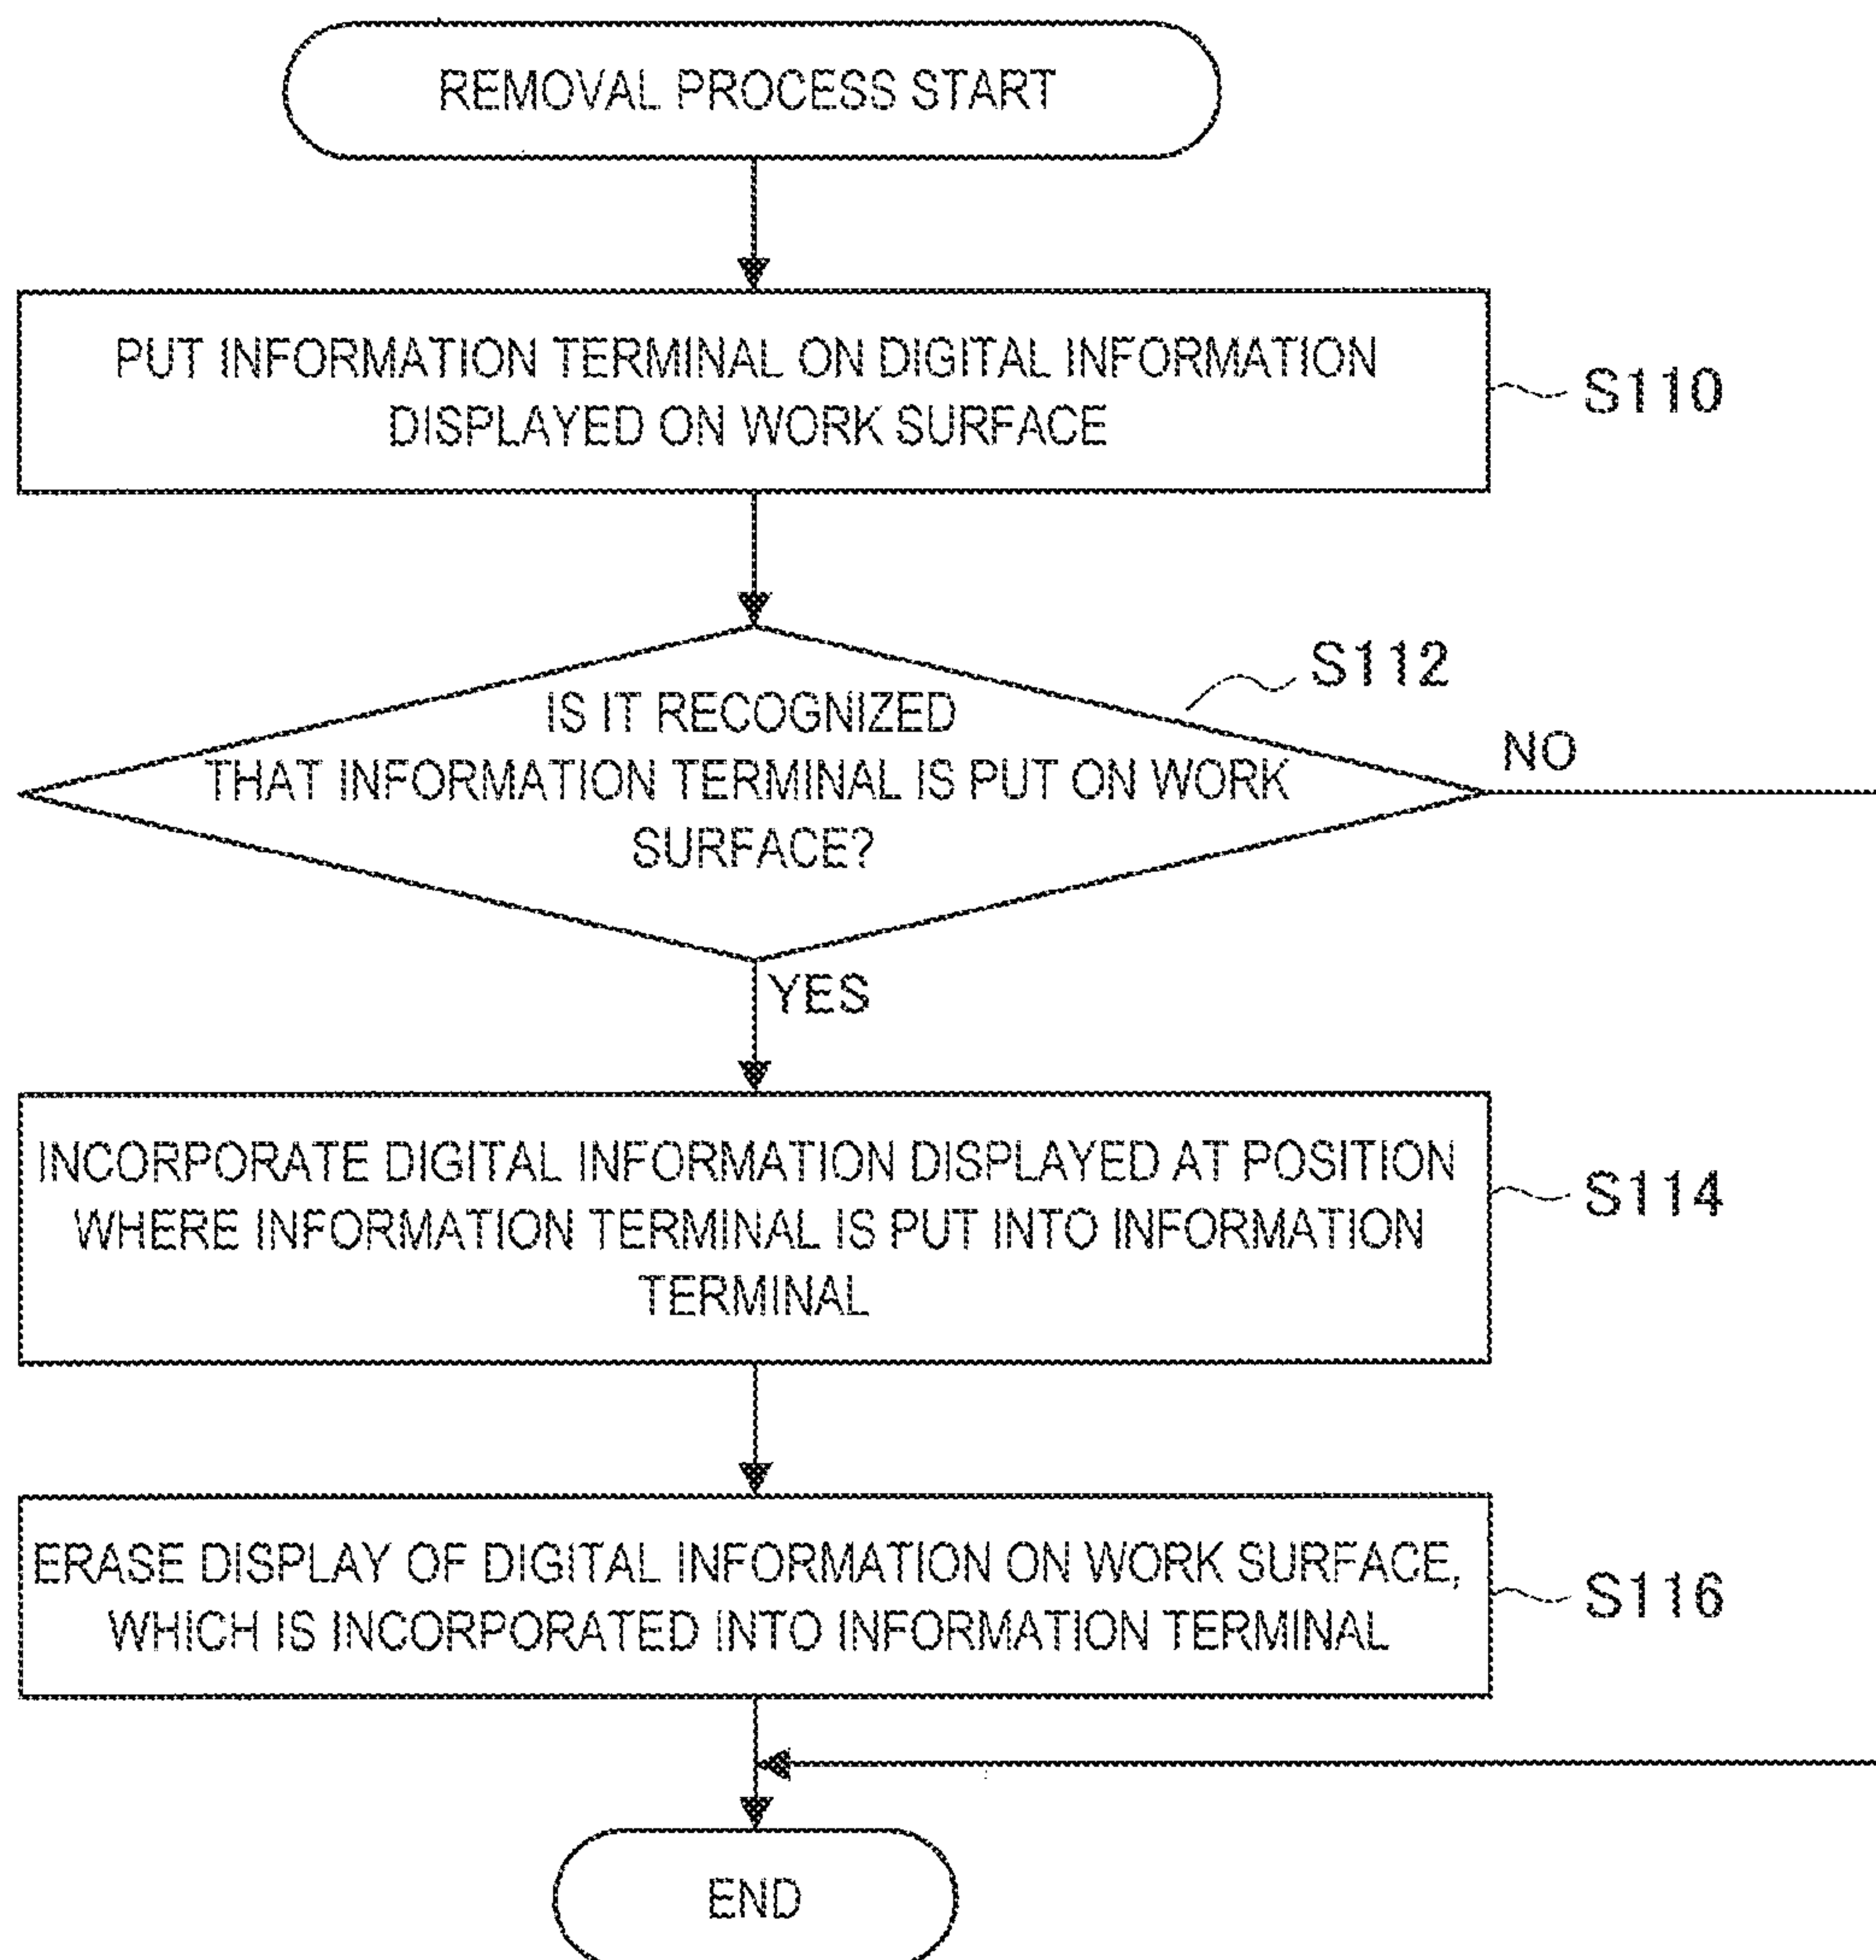 REMOVAL PROCESS START
PUT INFORMATION TERMINAL ON DIGITAL INFORMATION
DISPLAYED ON WORK SURFACE
S110
S112
IS IT RECOGNIZED
THAT INFORMATION TERMINAL IS PUT ON WORK
SURFACE?
NO
YES
INCORPORATE DIGITAL INFORMATION DISPLAYED AT POSITION
WHERE INFORMATION TERMINAL IS PUT INTO INFORMATION
TERMINAL
S114
ERASE DISPLAY OF DIGITAL INFORMATION ON WORK SURFACE,
WHICH IS INCORPORATED INTO INFORMATION TERMINAL
S116
END